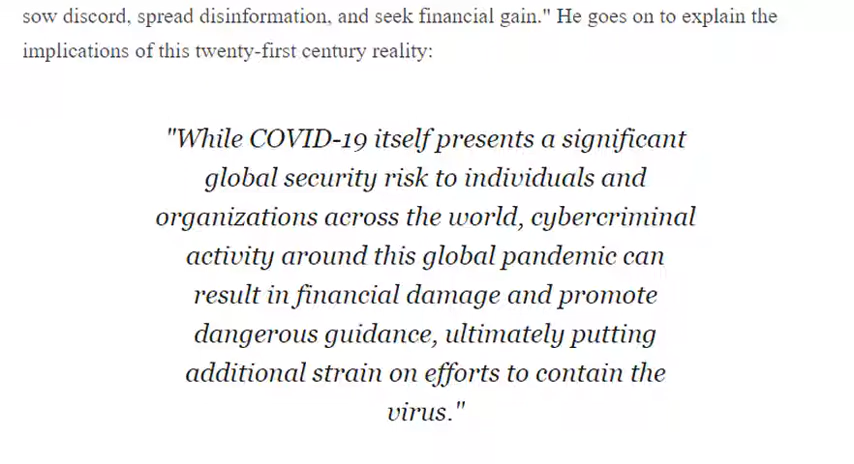 sow discord, spread disinformation, and seek financial gain." He goes on to explain the
implications of this twenty-first century reality:
"While COVID-19 itself presents a significant
global security risk to individuals and
organizations across the world, cybercriminal
activity around this global pandemic can
result in financial damage and promote
dangerous guidance, ultimately putting
additional strain on efforts to contain the
virus."